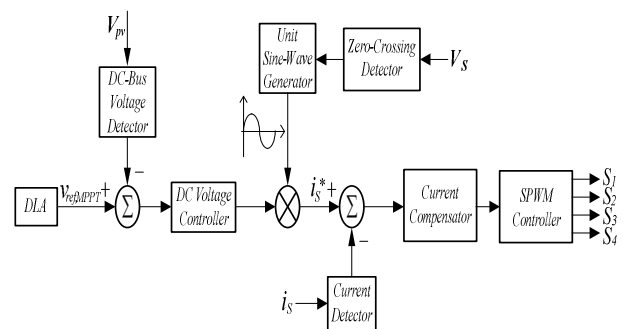 V_pv
Unit
Sine-Wave
Generator
Zero-Crossing
Detector
V_S
DC-Bus
Voltage
Detector
−
DLA
v_refMPPT +
Σ
DC Voltage
Controller
i_S* +
Σ
−
Current
Compensator
SPWM
Controller
S_1
S_2
S_3
S_4
i_S
Current
Detector